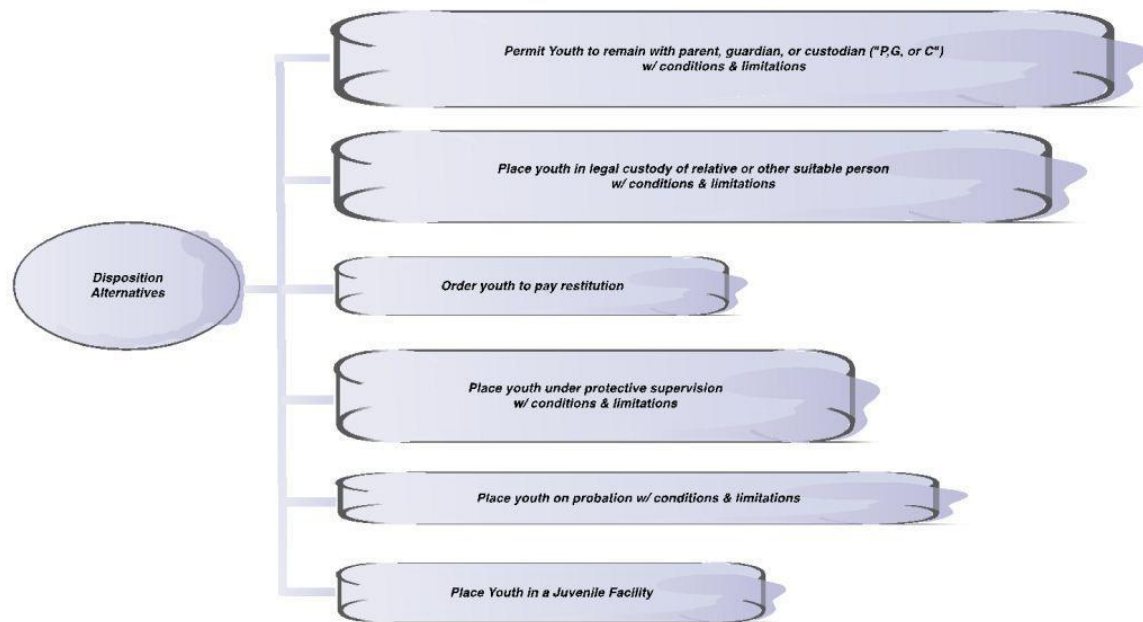 Permit Youth to remain with parent, guardian, or custodian ("P,G, or C")
w/ conditions & limitations
Place youth in legal custody of relative or other suitable person
w/ conditions & limitations
Disposition
Alternatives
Order youth to pay restitution
Place youth under protective supervision
w/ conditions & limitations
Place youth on probation w/ conditions & limitations
Place Youth in a Juvenile Facility